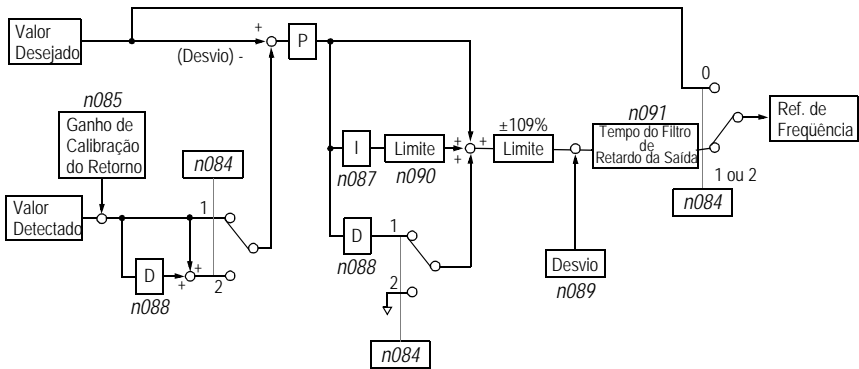 Valor
Desejado
+
(Desvio) -
P
0
n085
Ganho de
Calibração
do Retorno
n084
I
n087
Limite
n090
+
+
+
±109%
Limite
n091
Tempo do Filtro
de
Retardo da Saída
Ref. de
Freqüência
1 ou 2
n084
Valor
Detectado
1
D
n088
+
+
2
D
n088
1
2
Desvio
n089
n084